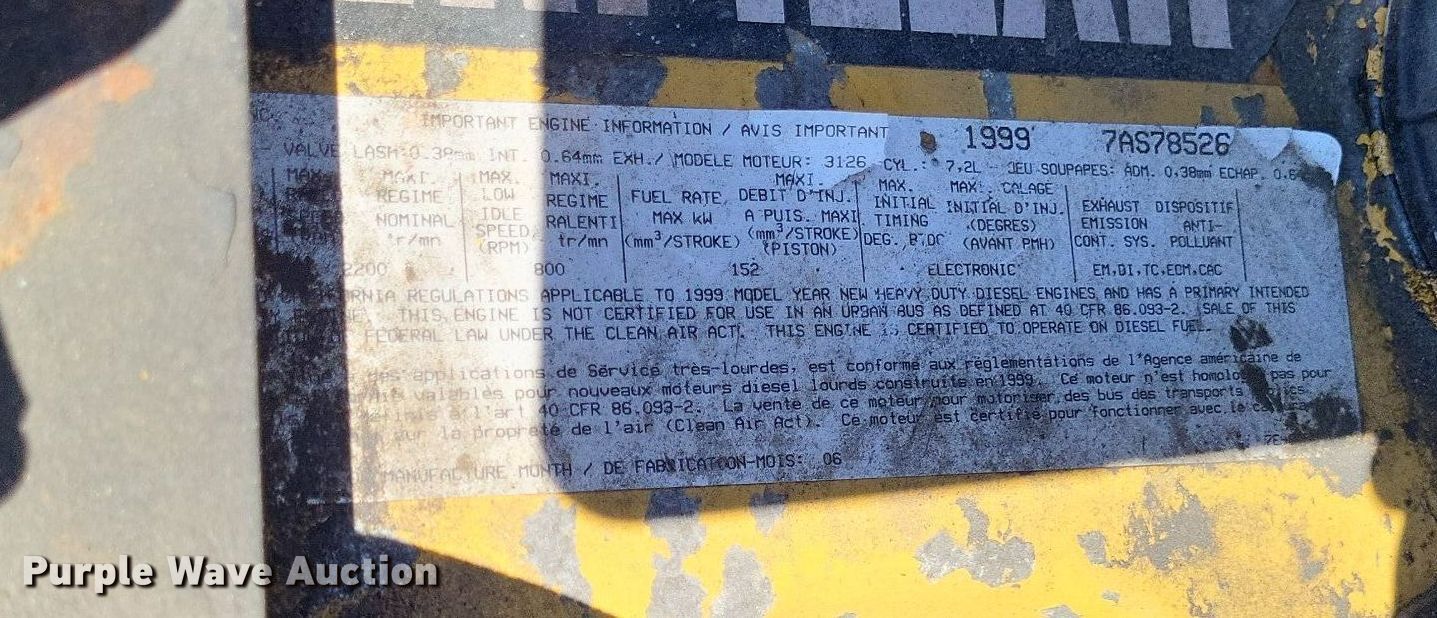 IMPORTANT ENGINE INFORMATION / AVIS IMPORTANT 1999 7AS78526
VALVE LASH: 0.38mm INT. 0.64mm EXH./ MODELE MOTEUR: 3126 CYL.: 7,2L - JEU SOUPAPES: ADM. 0,38mm ECHAP.
MAXI. MAX. MAXI. MAXI. MAX. MAXI. CALAGE
REGIME LOW REGIME FUEL RATE DEBIT D'INJ. INITIAL INITIAL D'INJ. EXHAUST DISPOSITIF
NOMINAL IDLE RALENTI MAX KW A PUIS. MAXI TIMING (DEGRES) EMISSION ANTI-
tr/mn SPEED tr/mn (mm³/STROKE) (mm³/STROKE) DEG. BTDC (AVANT PMH) CONT. SYS. POLLUANT
(RPM) (PISTON)
2200 800 152 ELECTRONIC EM,DI,TC,ECM,CAC
REGULATIONS APPLICABLE TO 1999 MODEL YEAR NEW HEAVY DUTY DIESEL ENGINES AND HAS A PRIMARY INTENDED
THIS ENGINE IS NOT CERTIFIED FOR USE IN AN URBAN BUS AS DEFINED AT 40 CFR 86.093-2. SALE OF THIS
FEDERAL LAW UNDER THE CLEAN AIR ACT. THIS ENGINE IS CERTIFIED TO OPERATE ON DIESEL FUEL.
des applications de Service très-lourdes, est conforme aux réglementations de l'Agence américaine de
valables pour nouveaux moteurs diesel lourds construits en 1999. Ce moteur n'est pas pour
l'art 40 CFR 86.093-2. La vente de ce moteur pour motoriser des bus des transports
sur la propreté de l'air (Clean Air Act). Ce moteur est certifié pour fonctionner avec le
MANUFACTURE MONTH / DE FABRICATION-MOIS: 06
Purple Wave Auction